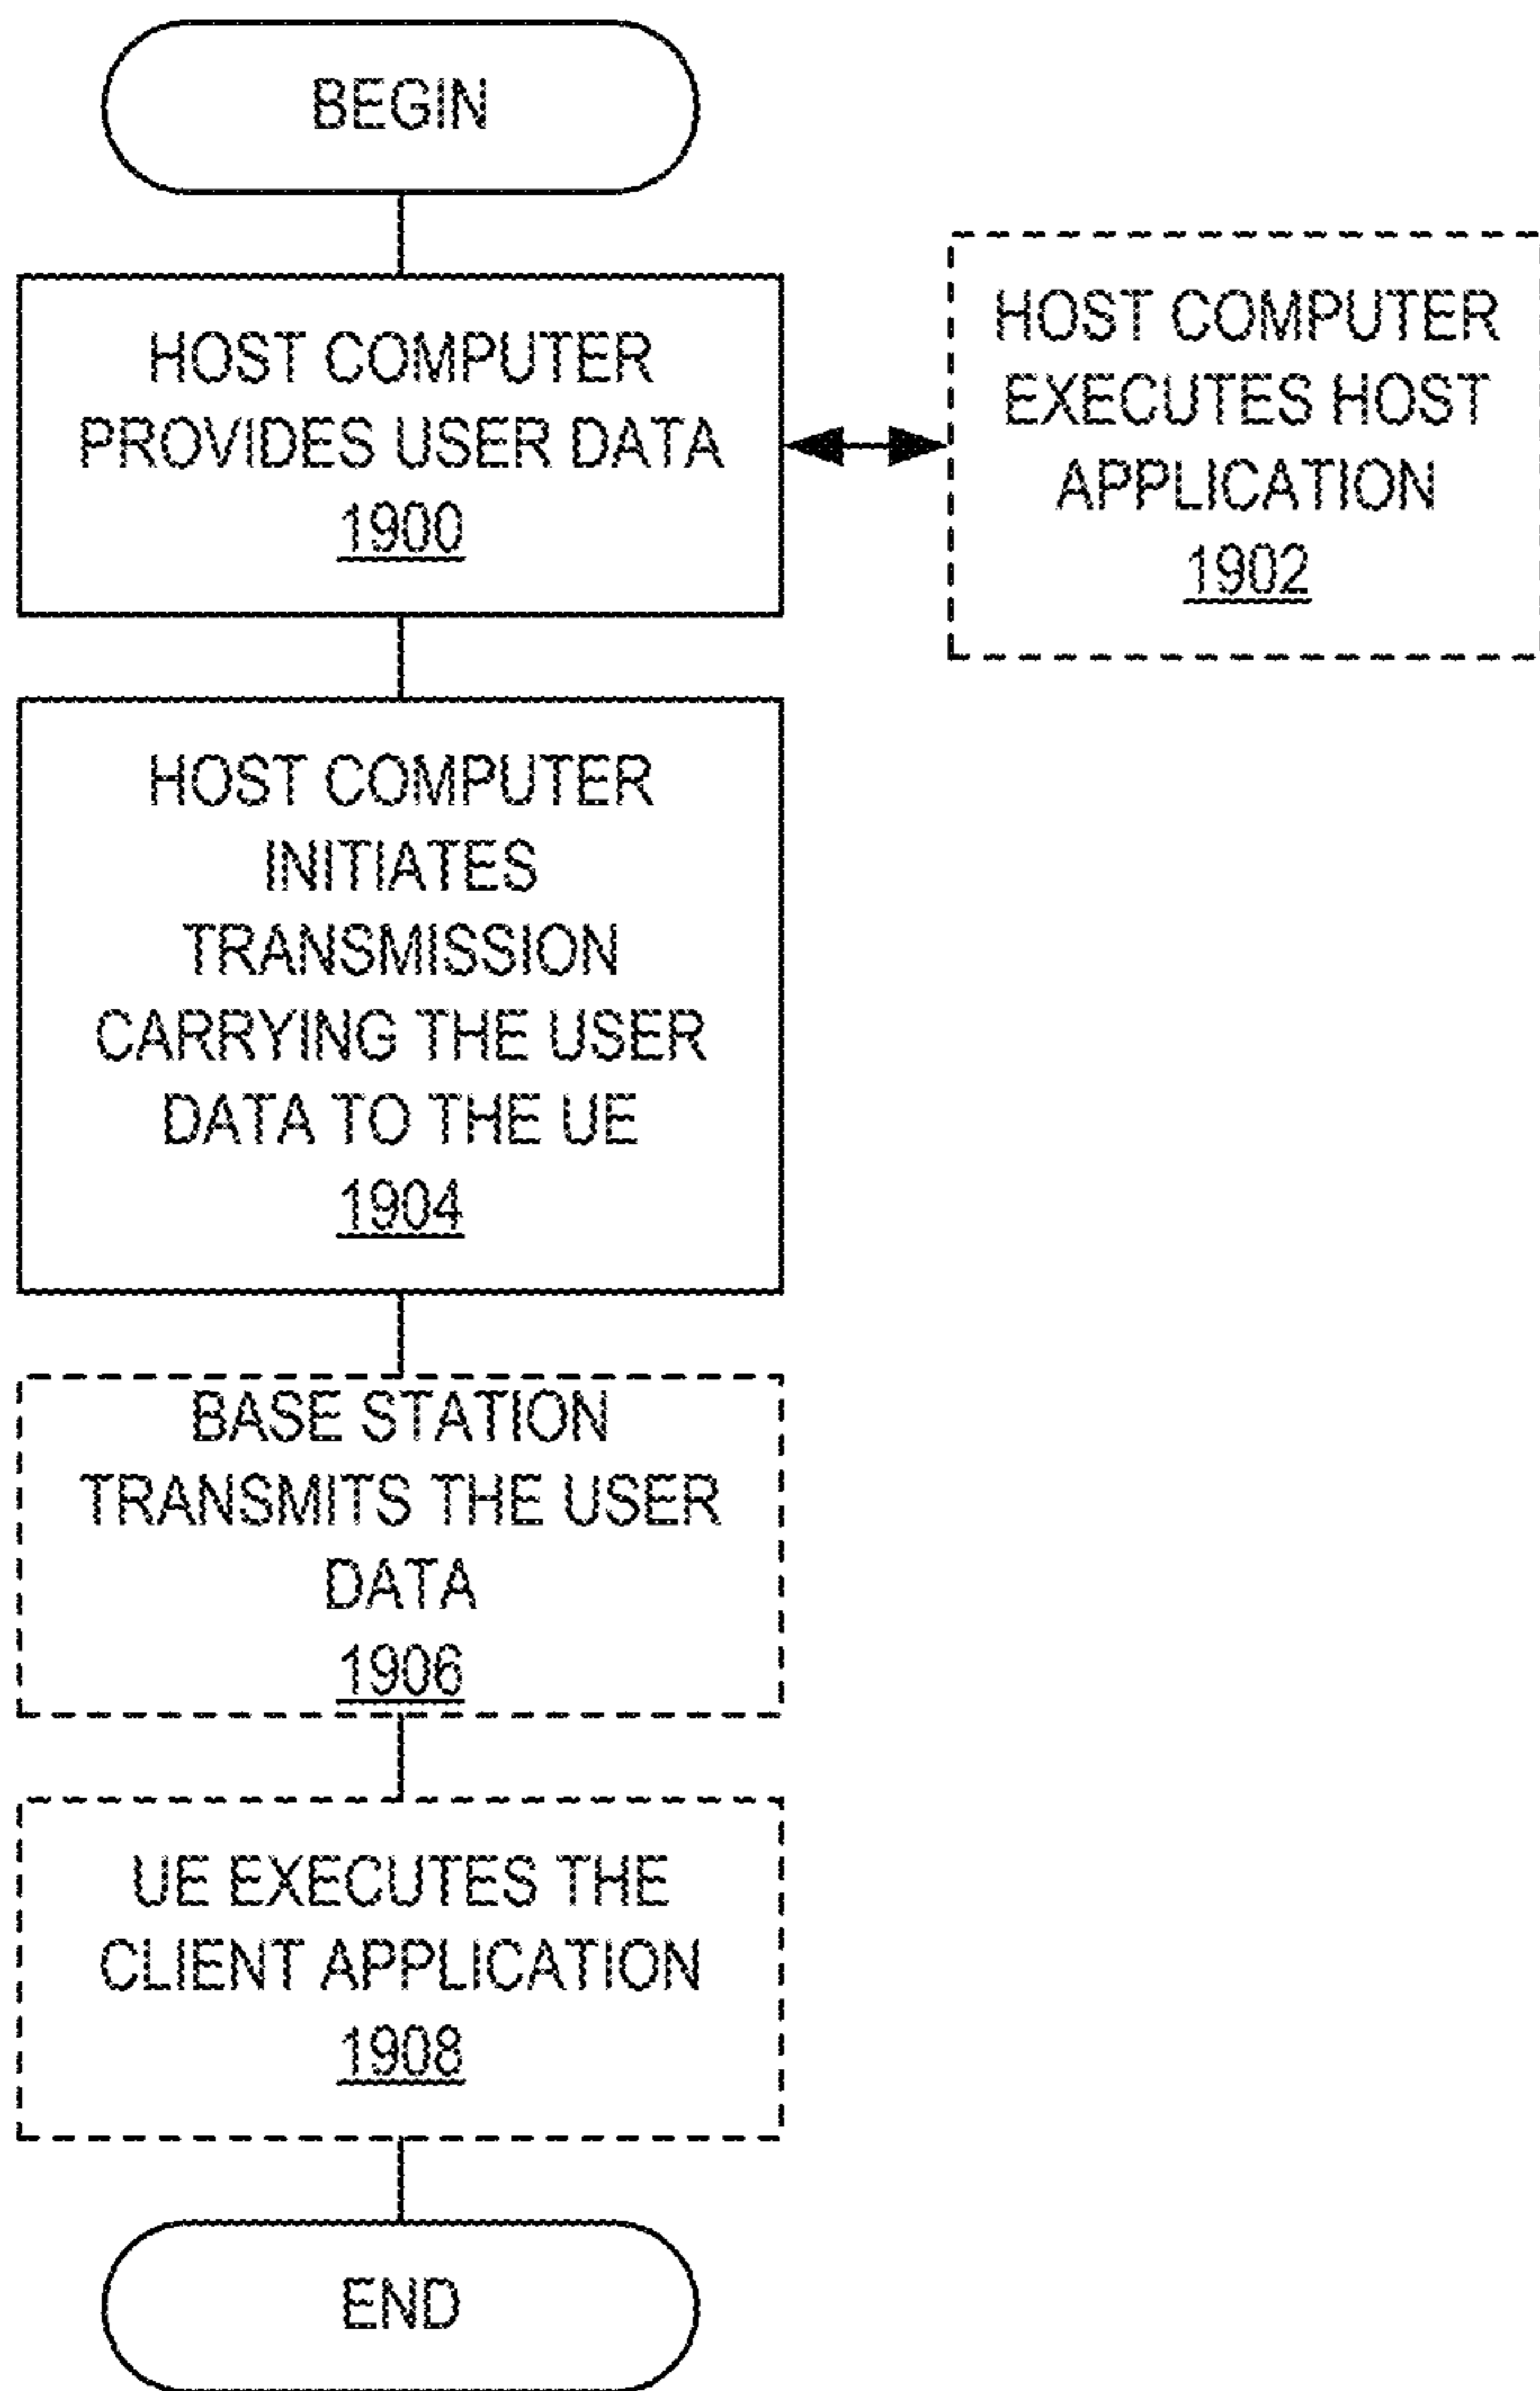 BEGIN
HOST COMPUTER
PROVIDES USER DATA
1900
HOST COMPUTER
EXECUTES HOST
APPLICATION
1902
HOST COMPUTER
INITIATES
TRANSMISSION
CARRYING THE USER
DATA TO THE UE
1904
BASE STATION
TRANSMITS THE USER
DATA
1906
UE EXECUTES THE
CLIENT APPLICATION
1908
END